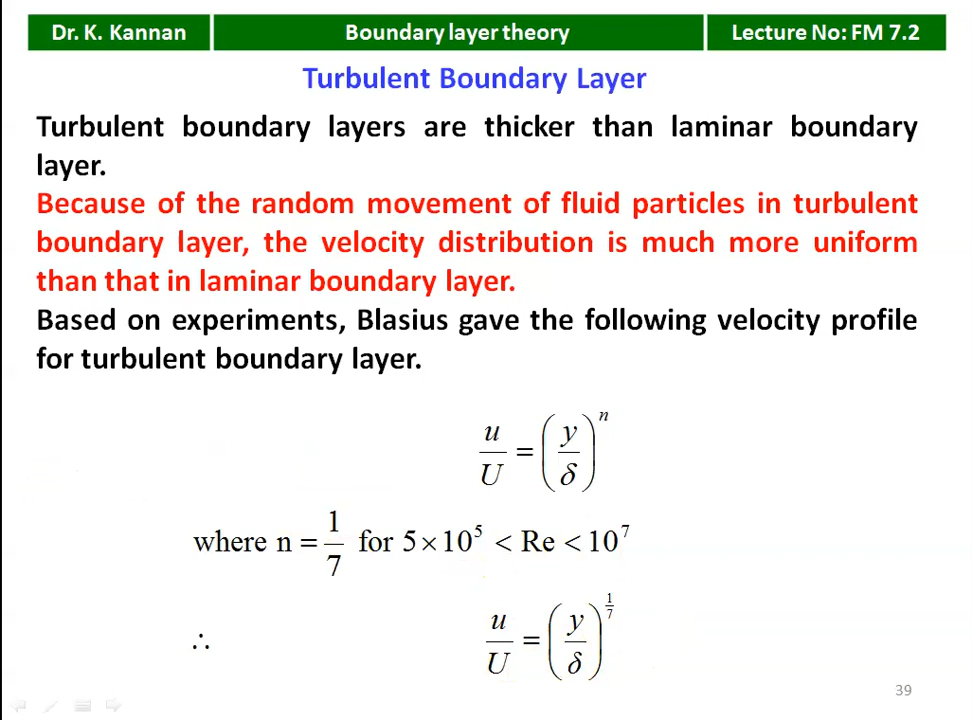 Dr. K. Kannan Boundary layer theory Lecture No: FM 7.2
Turbulent Boundary Layer
Turbulent boundary layers are thicker than laminar boundary
layer.
Because of the random movement of fluid particles in turbulent
boundary layer, the velocity distribution is much more uniform
than that in laminar boundary layer.
Based on experiments, Blasius gave the following velocity profile
for turbulent boundary layer.
u/U = (y/δ)^n
where n = 1/7 for 5×10^5 < Re < 10^7
∴ u/U = (y/δ)^(1/7)
39